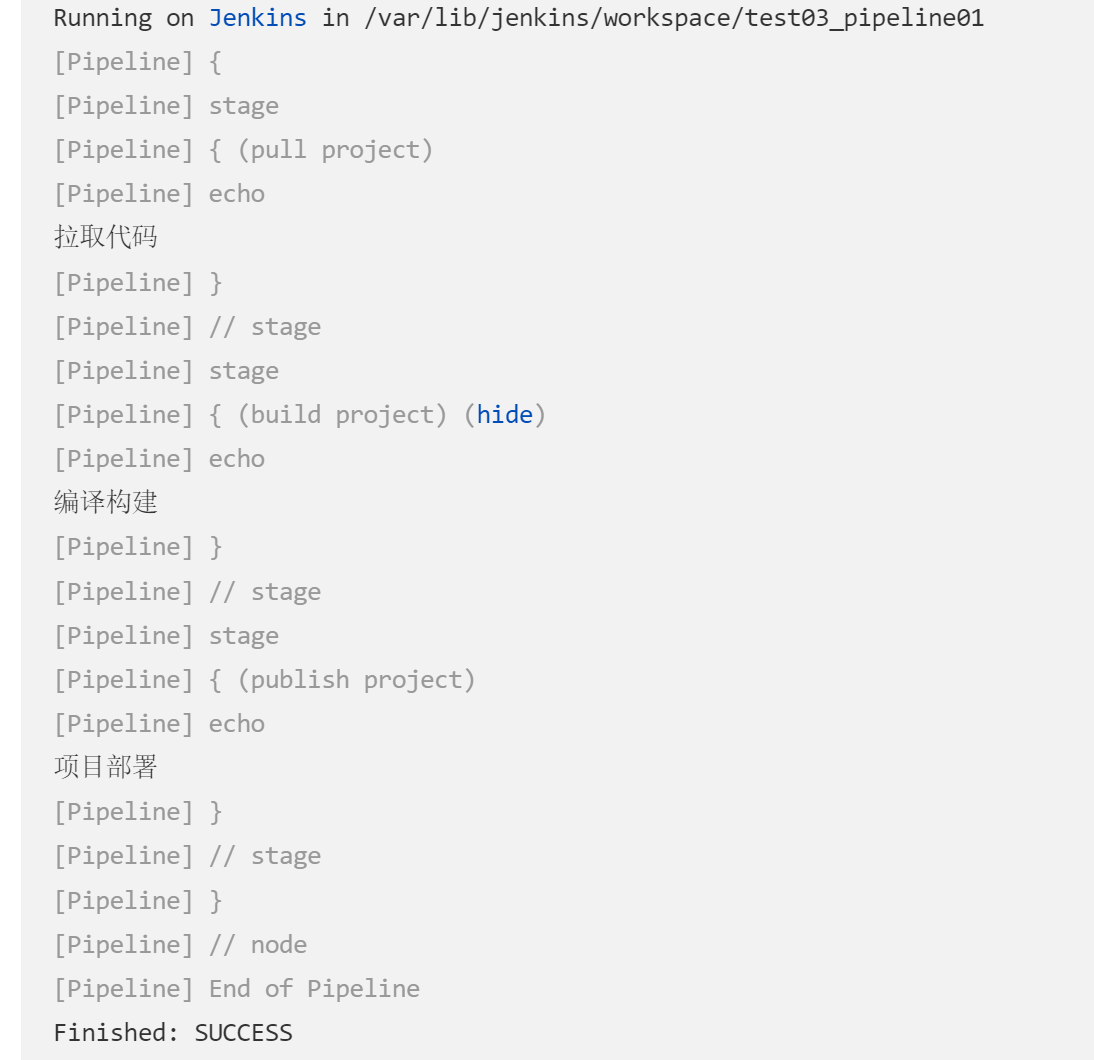 Running on Jenkins in /var/lib/jenkins/workspace/test03_pipeline01
[Pipeline] {
[Pipeline] stage
[Pipeline] { (pull project)
[Pipeline] echo
拉取代码
[Pipeline] }
[Pipeline] // stage
[Pipeline] stage
[Pipeline] { (build project) (hide)
[Pipeline] echo
编译构建
[Pipeline] }
[Pipeline] // stage
[Pipeline] stage
[Pipeline] { (publish project)
[Pipeline] echo
项目部署
[Pipeline] }
[Pipeline] // stage
[Pipeline] }
[Pipeline] // node
[Pipeline] End of Pipeline
Finished: SUCCESS